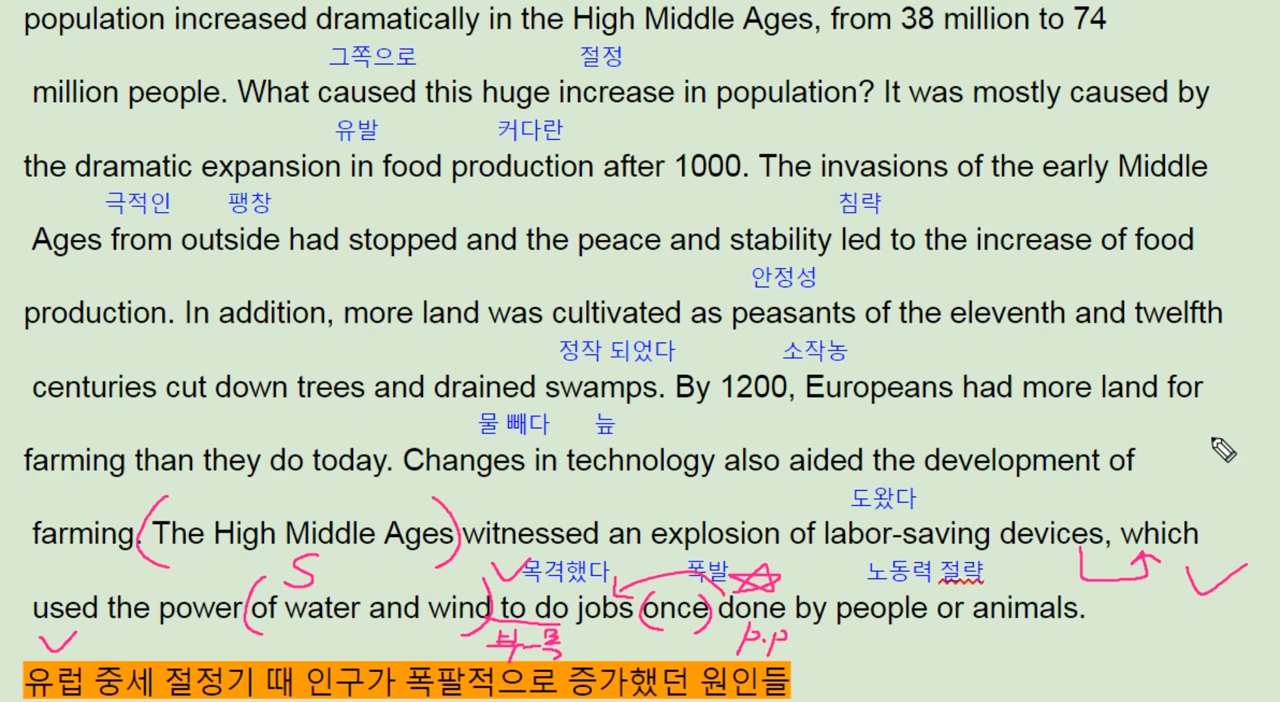 population increased dramatically in the High Middle Ages, from 38 million to 74
그쪽으로 절정
million people. What caused this huge increase in population? It was mostly caused by
유발 커다란
the dramatic expansion in food production after 1000. The invasions of the early Middle
극적인 팽창 침략
Ages from outside had stopped and the peace and stability led to the increase of food
안정성
production. In addition, more land was cultivated as peasants of the eleventh and twelfth
정작 되었다 소작농
centuries cut down trees and drained swamps. By 1200, Europeans had more land for
물 빼다 늪
farming than they do today. Changes in technology also aided the development of
도왔다
farming. The High Middle Ages witnessed an explosion of labor-saving devices, which
S 목격했다 폭발 노동력 절략
used the power of water and wind to do jobs once done by people or animals.
p.p
유럽 중세 절정기 때 인구가 폭팔적으로 증가했던 원인들